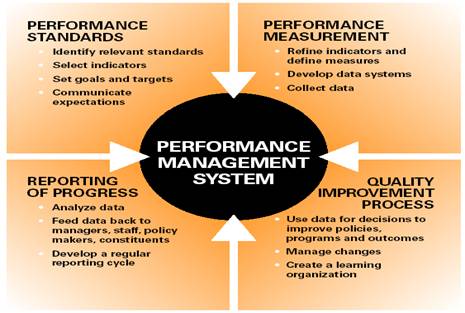 PERFORMANCE
STANDARDS
• Identify relevant standards
• Select indicators
• Set goals and targets
• Communicate
expectations
PERFORMANCE
MEASUREMENT
• Refine indicators and
define measures
• Develop data systems
• Collect data
PERFORMANCE
MANAGEMENT
SYSTEM
REPORTING
OF PROGRESS
• Analyze data
• Feed data back to
managers, staff, policy
makers, constituents
• Develop a regular
reporting cycle
QUALITY
IMPROVEMENT
PROCESS
• Use data for decisions to
improve policies,
programs and outcomes
• Manage changes
• Create a learning
organization